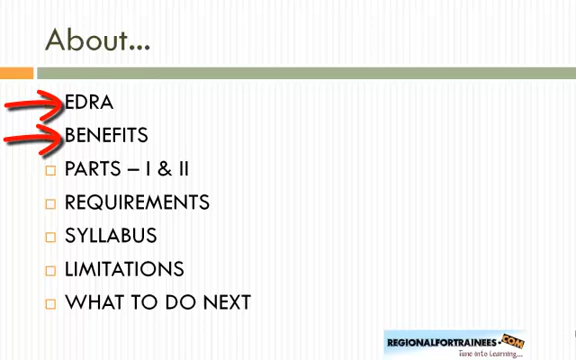 About...
EDRA
BENEFITS
PARTS – I & II
REQUIREMENTS
SYLLABUS
LIMITATIONS
WHAT TO DO NEXT
REGIONALFORTRAINEES.COM
Tune into Learning...